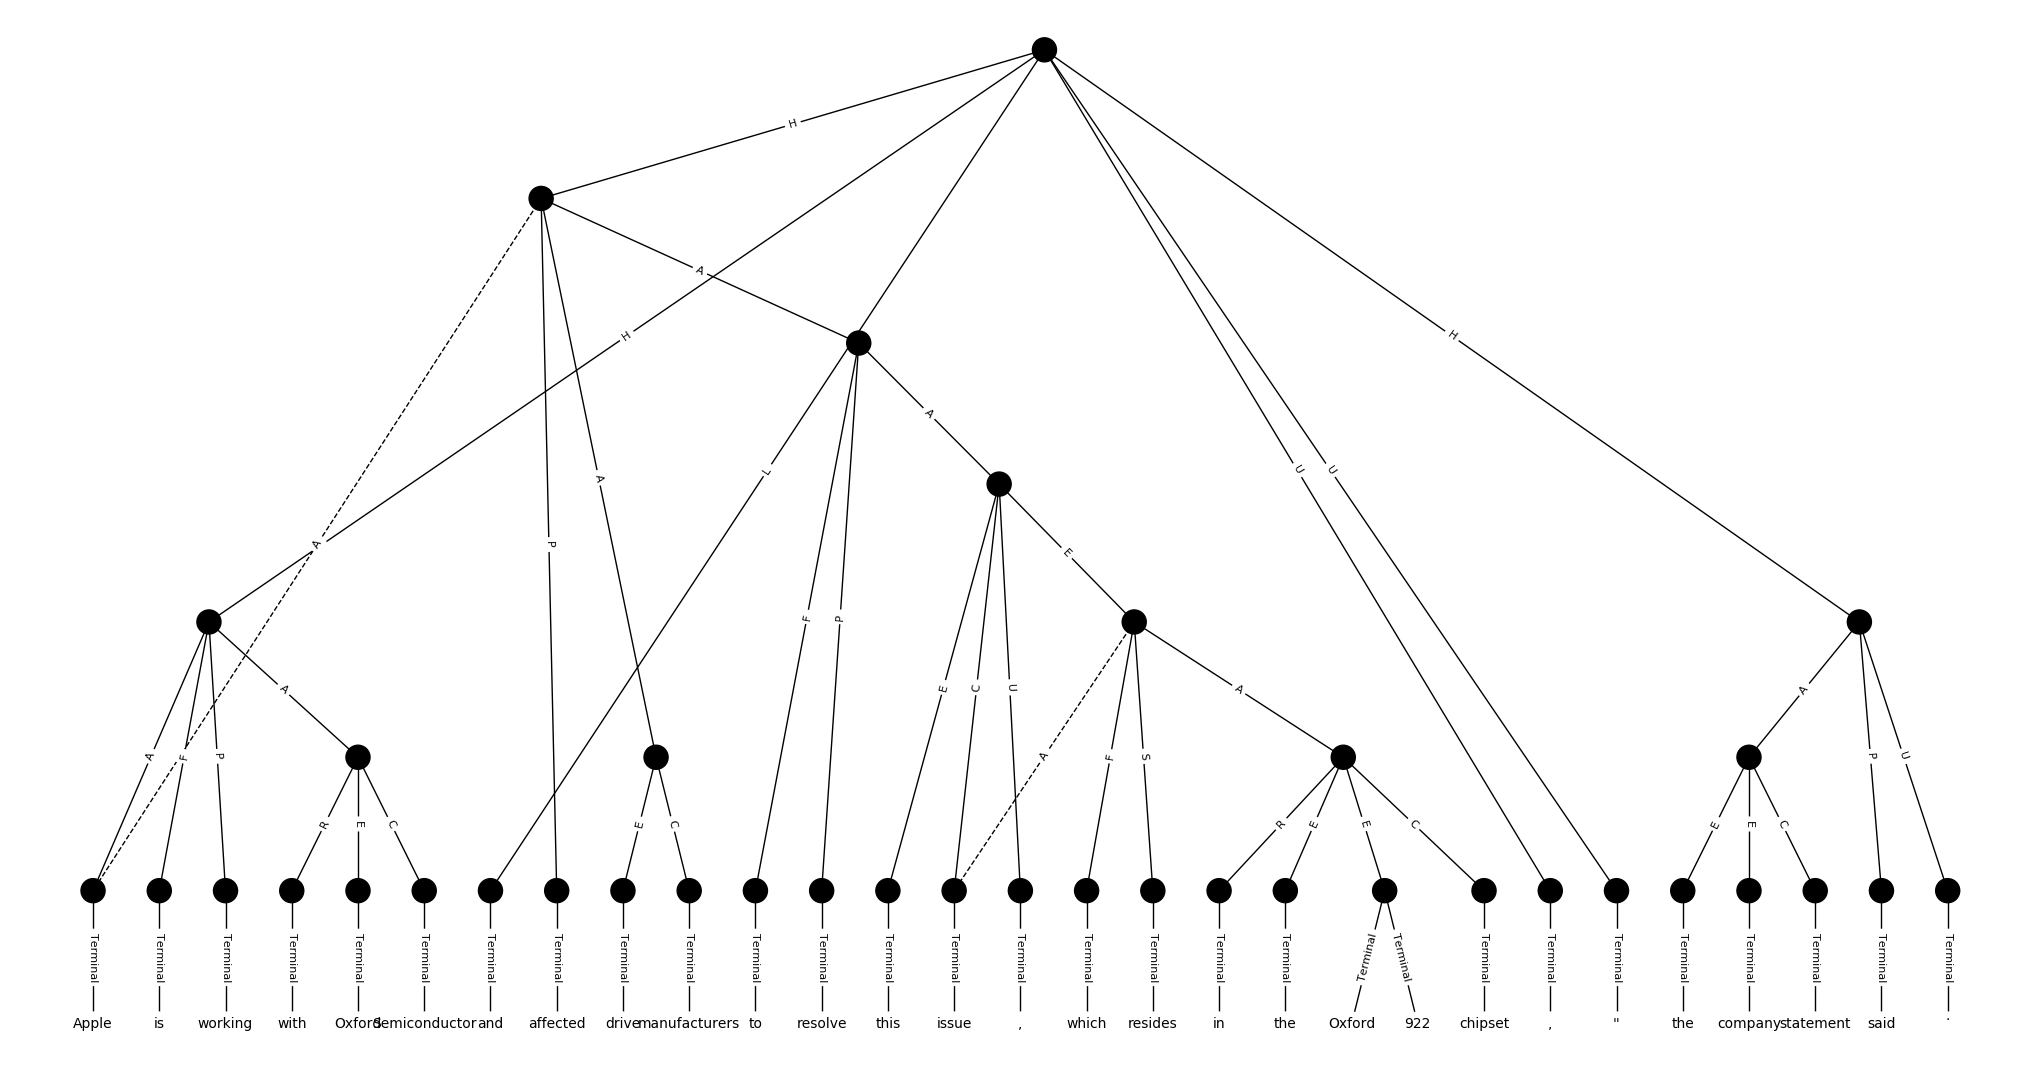 H
A
H
A
L
U
U
H
A
P
A
F
P
A
E
A
F
P
A
E
C
U
A
F
S
A
A
P
U
R
E
C
E
C
R
E
E
C
E
E
C
Terminal Terminal Terminal Terminal Terminal Terminal Terminal Terminal Terminal Terminal Terminal Terminal Terminal Terminal Terminal Terminal Terminal Terminal Terminal Terminal Terminal Terminal Terminal Terminal Terminal Terminal Terminal Terminal Terminal
Apple is working with Oxford Semiconductor and affected drive manufacturers to resolve this issue , which resides in the Oxford 922 chipset , " the company statement said .